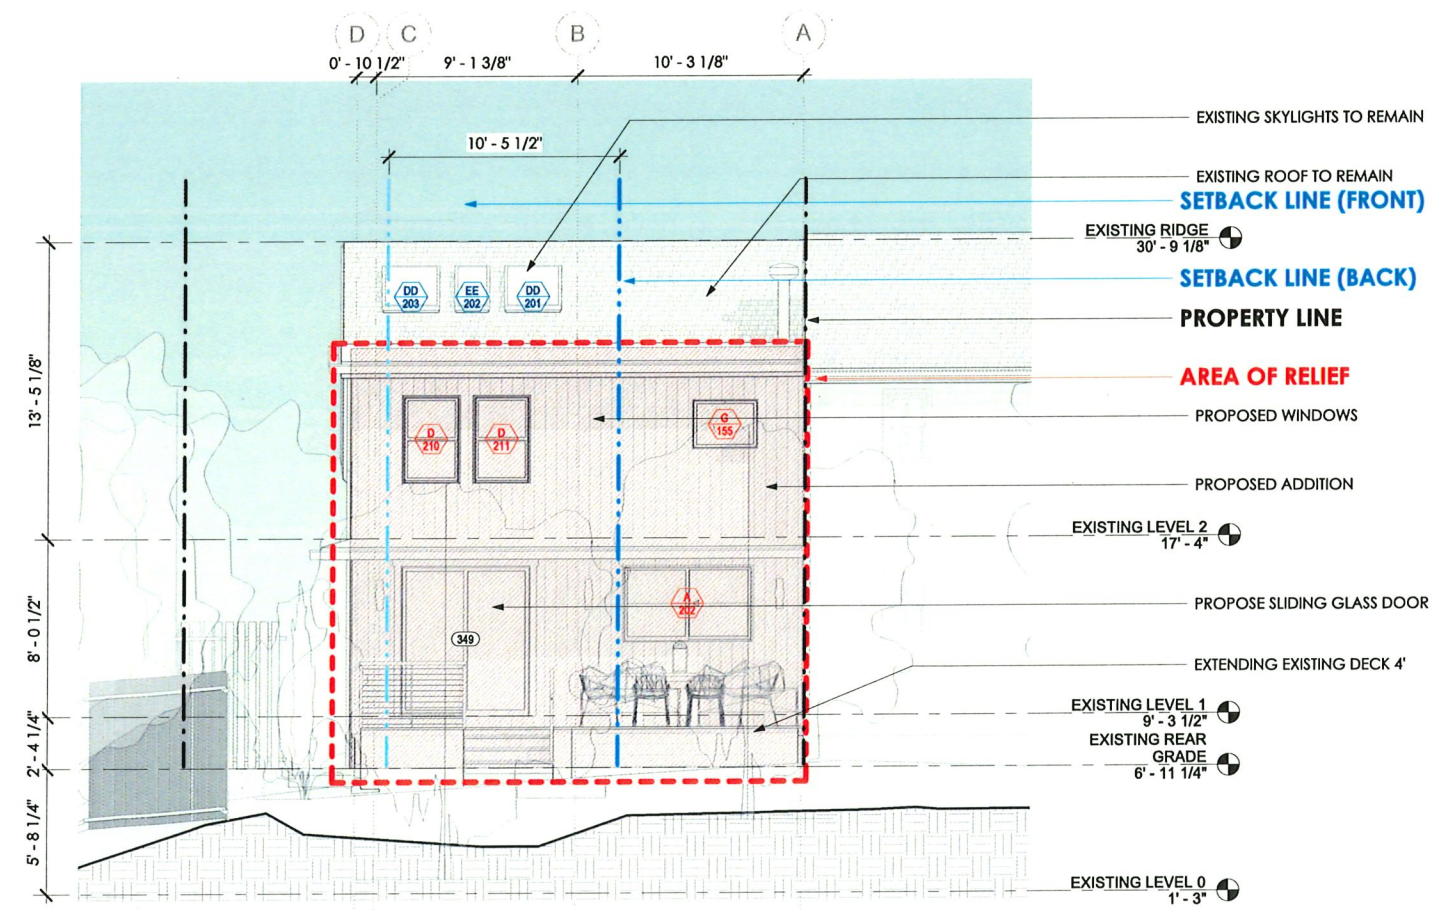 D C B A
0' - 10 1/2" 9' - 1 3/8" 10' - 3 1/8"
10' - 5 1/2"
EXISTING SKYLIGHTS TO REMAIN
EXISTING ROOF TO REMAIN
SETBACK LINE (FRONT)
EXISTING RIDGE
30' - 9 1/8"
SETBACK LINE (BACK)
DD
203
EE
202
DD
201
PROPERTY LINE
AREA OF RELIEF
13' - 5 1/8"
PROPOSED WINDOWS
D
210
D
211
G
155
PROPOSED ADDITION
EXISTING LEVEL 2
17' - 4"
8' - 0 1/2"
PROPOSE SLIDING GLASS DOOR
A
202
349
EXTENDING EXISTING DECK 4'
EXISTING LEVEL 1
9' - 3 1/2"
2' - 4 1/4"
EXISTING REAR
GRADE
6' - 11 1/4"
5' - 8 1/4"
EXISTING LEVEL 0
1' - 3"